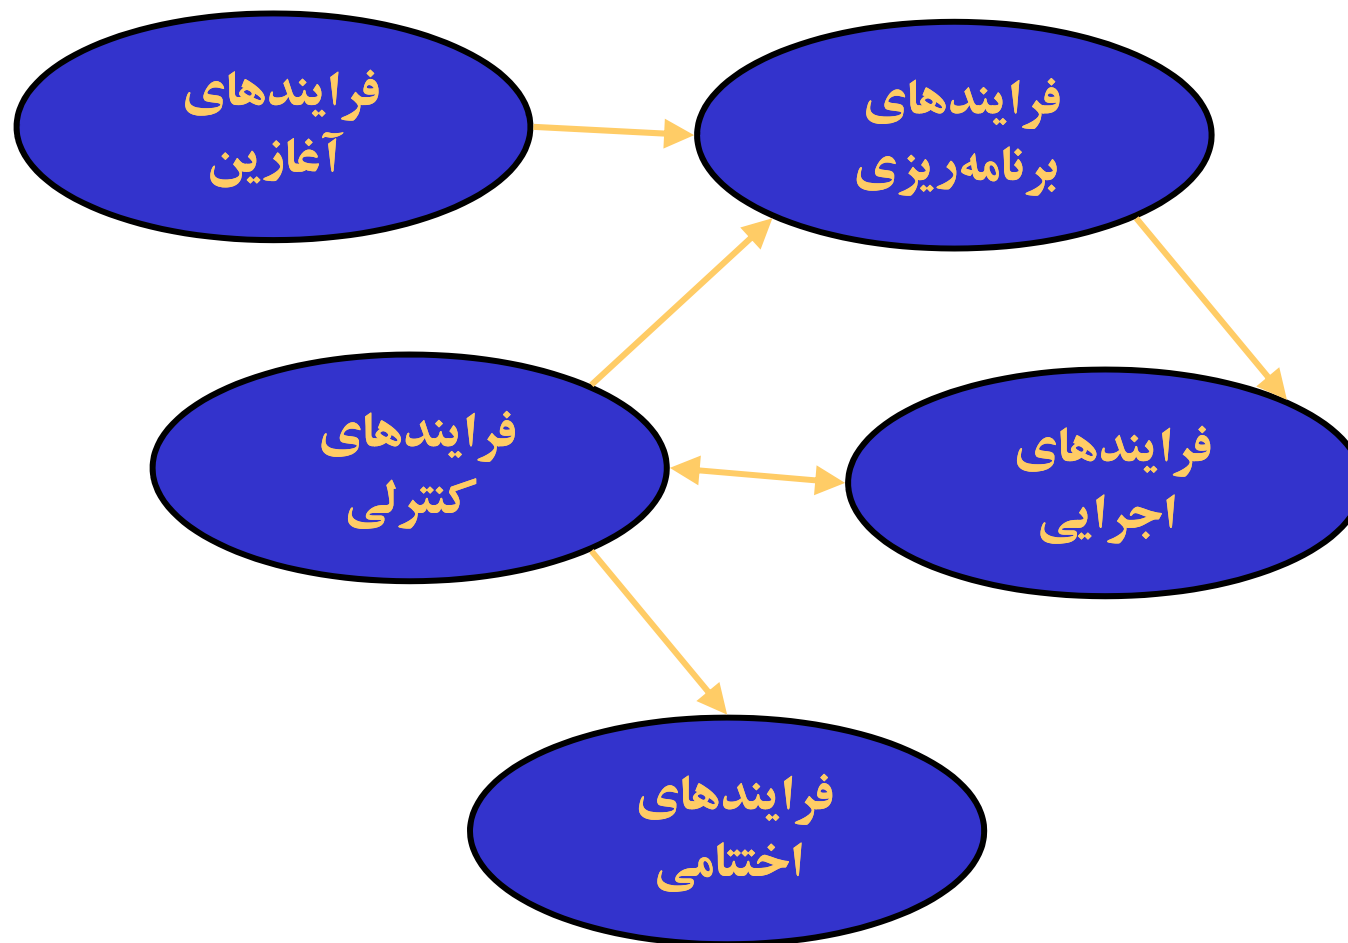 فرایندهای
آغازین
فرایندهای
برنامه‌ریزی
فرایندهای
کنترلی
فرایندهای
اجرایی
فرایندهای
اختتامی